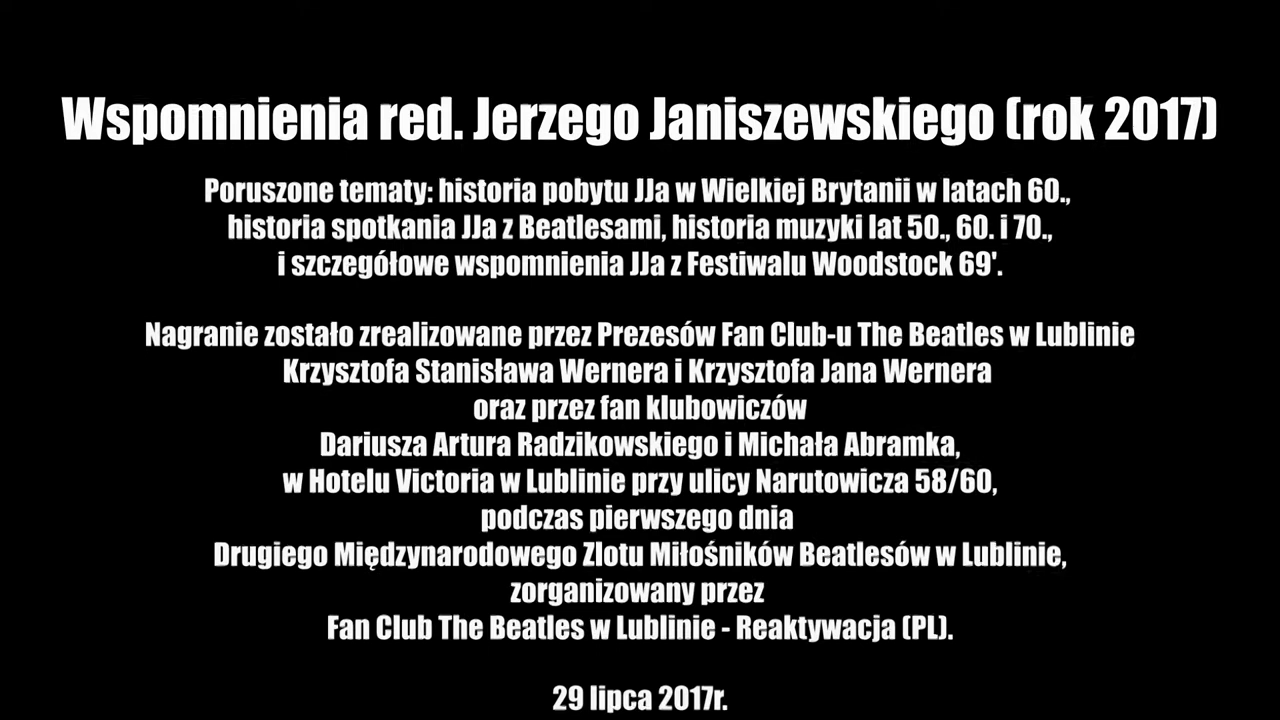 Wspomnienia red. Jerzego Janiszewskiego (rok 2017)
Poruszone tematy: historia pobytu JJa w Wielkiej Brytanii w latach 60.,
historia spotkania JJa z Beatlesami, historia muzyki lat 50., 60. i 70.,
i szczegółowe wspomnienia JJa z Festiwalu Woodstock 69'.
Nagranie zostało zrealizowane przez Prezesów Fan Club-u The Beatles w Lublinie
Krzysztofa Stanisława Wernera i Krzysztofa Jana Wernera
oraz przez fan klubowiczów
Dariusza Artura Radzikowskiego i Michała Abramka,
w Hotelu Victoria w Lublinie przy ulicy Narutowicza 58/60,
podczas pierwszego dnia
Drugiego Międzynarodowego Zlotu Miłośników Beatlesów w Lublinie,
zorganizowany przez
Fan Club The Beatles w Lublinie - Reaktywacja (PL).
29 lipca 2017r.